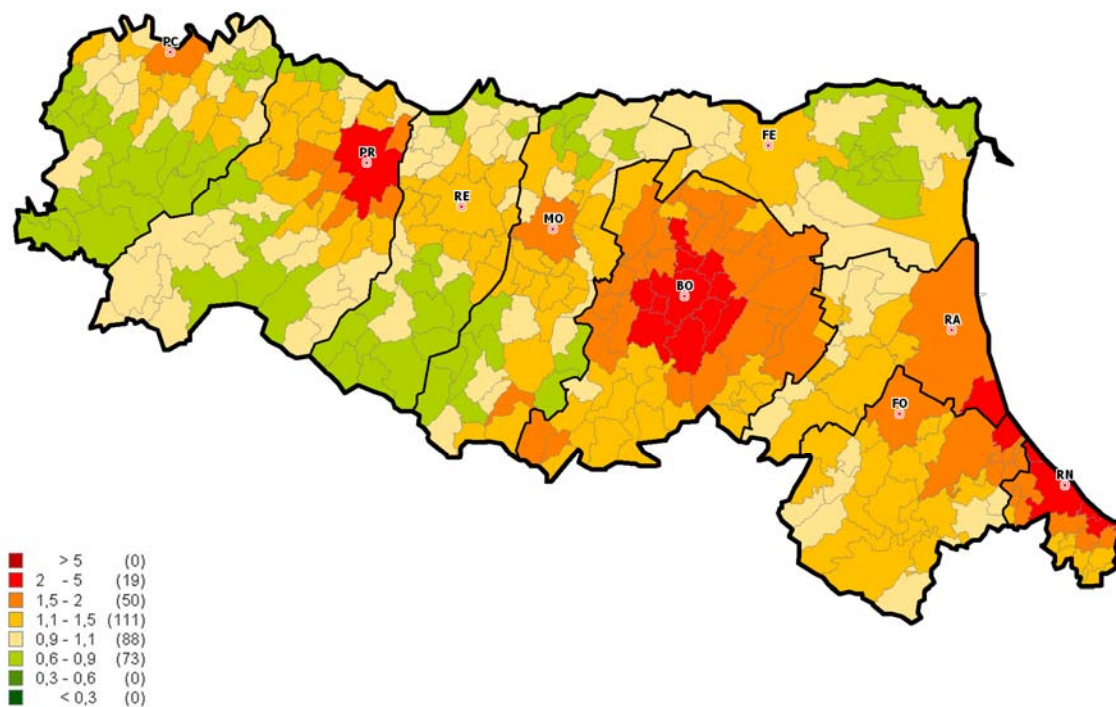 PC
FE
PR
RE
MO
BO
RA
FO
RN
> 5 (0)
2 - 5 (19)
1,5 - 2 (50)
1,1 - 1,5 (111)
0,9 - 1,1 (88)
0,6 - 0,9 (73)
0,3 - 0,6 (0)
< 0,3 (0)